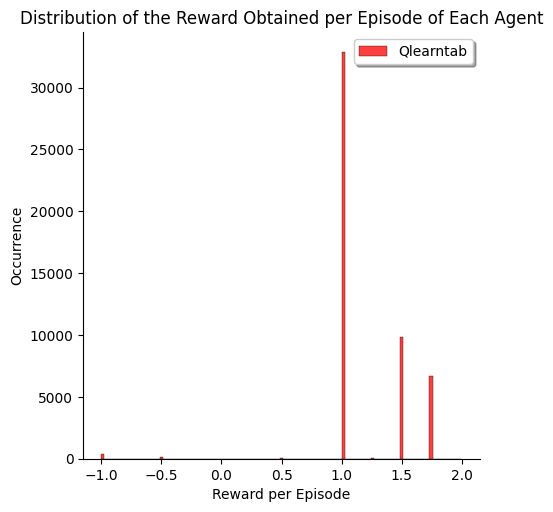 Distribution of the Reward Obtained per Episode of Each Agent
Qlearntab
30000
25000
20000
15000
10000
5000
0
Occurrence
−1.0 −0.5 0.0 0.5 1.0 1.5 2.0
Reward per Episode